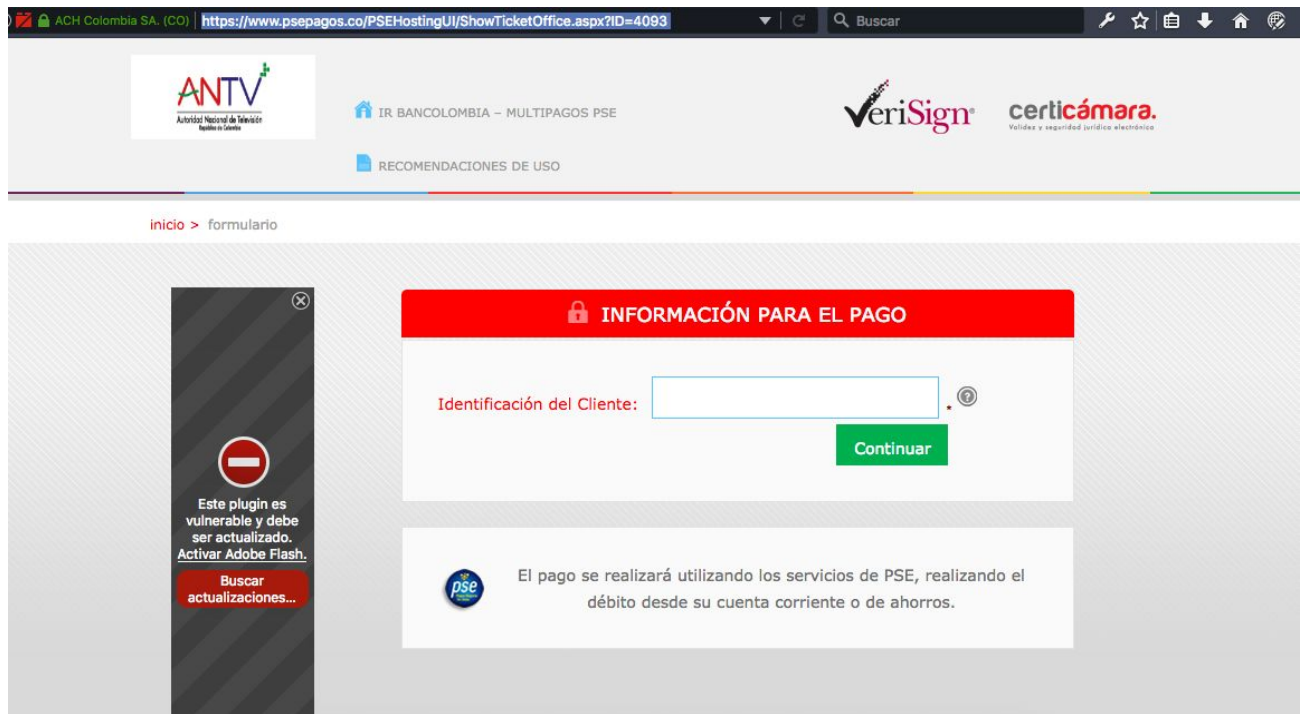 ACH Colombia SA. (CO)
https://www.psepagos.co/PSEHostingUI/ShowTicketOffice.aspx?ID=4093
Buscar
ANTV
Autoridad Nacional de Televisión
República de Colombia
IR BANCOLOMBIA – MULTIPAGOS PSE
RECOMENDACIONES DE USO
VeriSign
certicámara.
Validez y seguridad jurídica electrónica
inicio > formulario
INFORMACIÓN PARA EL PAGO
Identificación del Cliente:
*
Continuar
Este plugin es
vulnerable y debe
ser actualizado.
Activar Adobe Flash.
Buscar
actualizaciones...
pse
El pago se realizará utilizando los servicios de PSE, realizando el
débito desde su cuenta corriente o de ahorros.